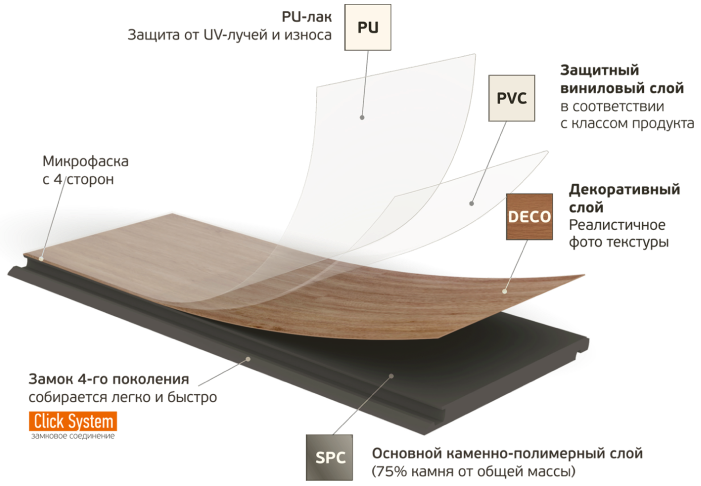 PU-лак
Защита от UV-лучей и износа
PU
Защитный
виниловый слой
в соответствии
с классом продукта
PVC
Микрофаска
с 4 сторон
Декоративный
слой
Реалистичное
фото текстуры
DECO
Замок 4-го поколения
собирается легко и быстро
Click System
замковое соединение
SPC
Основной каменно-полимерный слой
(75% камня от общей массы)